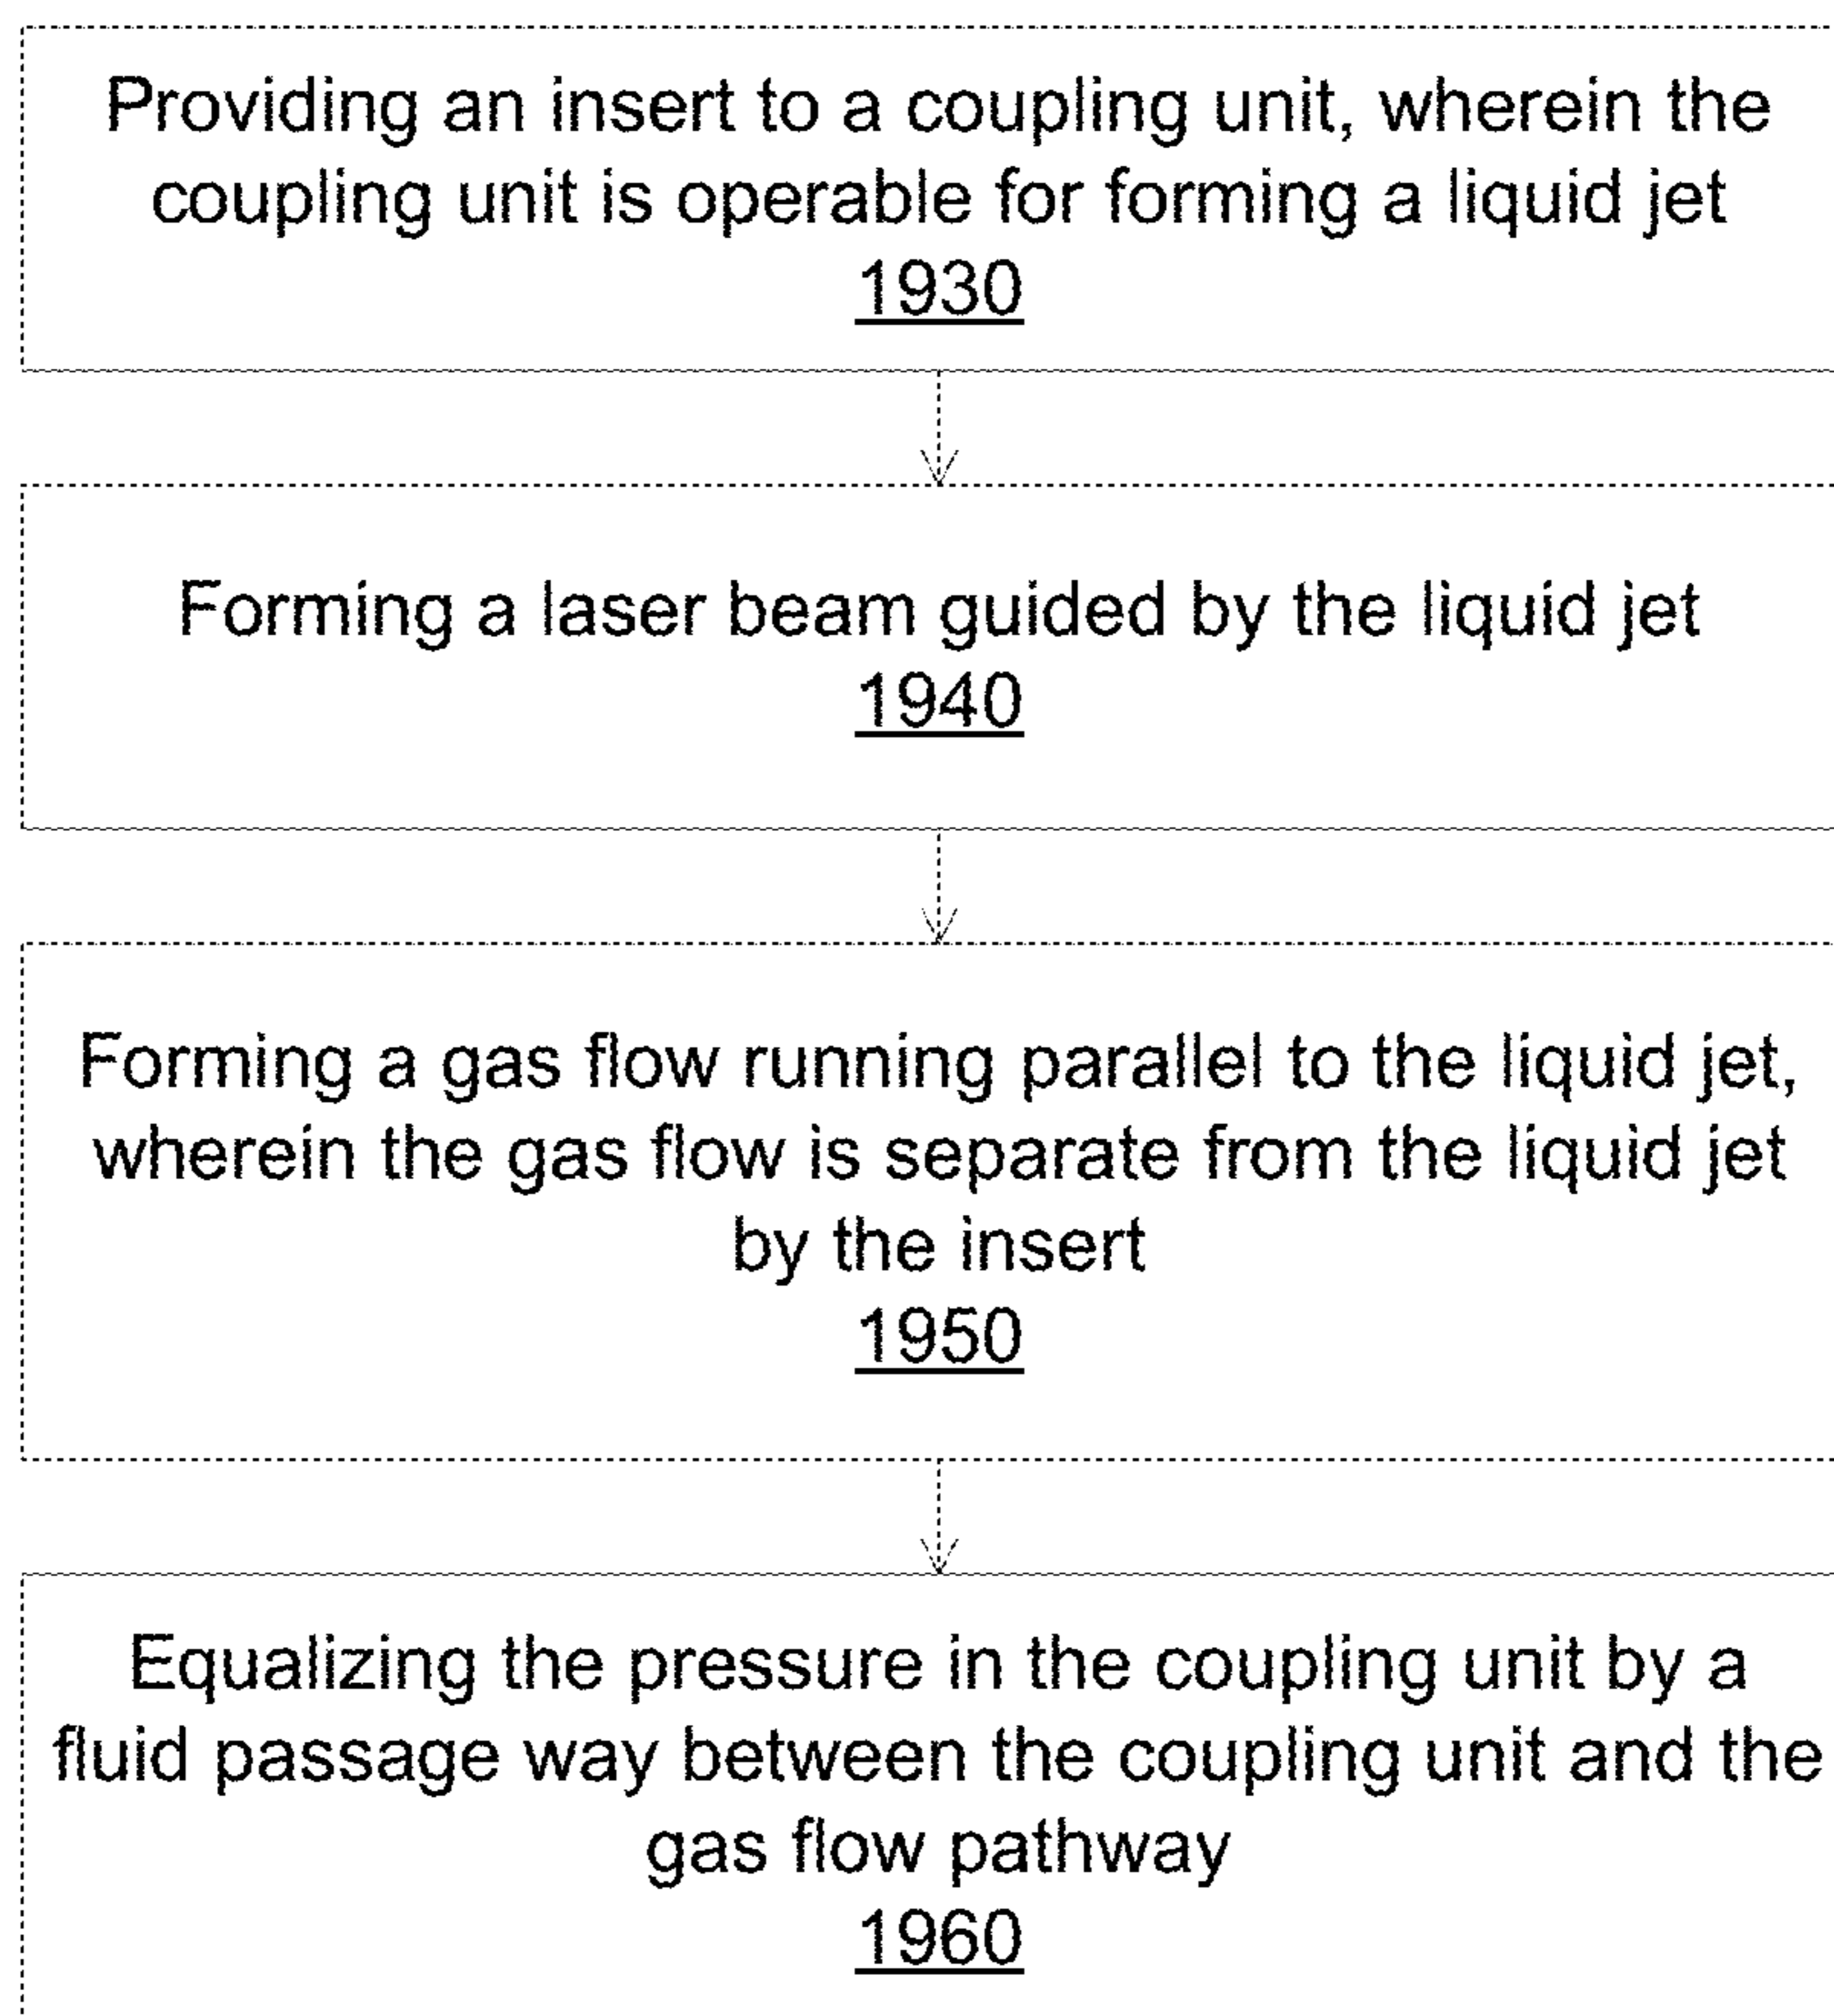 Providing an insert to a coupling unit, wherein the
coupling unit is operable for forming a liquid jet
1930
Forming a laser beam guided by the liquid jet
1940
Forming a gas flow running parallel to the liquid jet,
wherein the gas flow is separate from the liquid jet
by the insert
1950
Equalizing the pressure in the coupling unit by a
fluid passage way between the coupling unit and the
gas flow pathway
1960